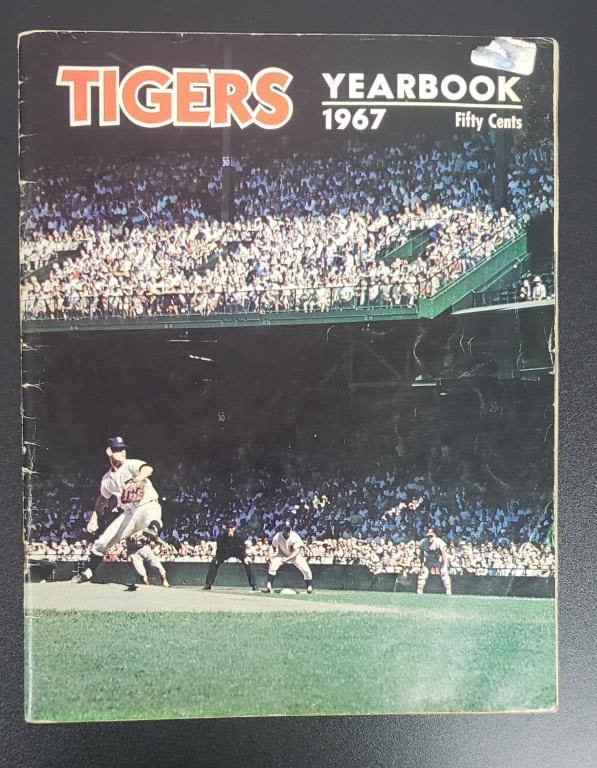 TIGERS
YEARBOOK
1967 Fifty Cents